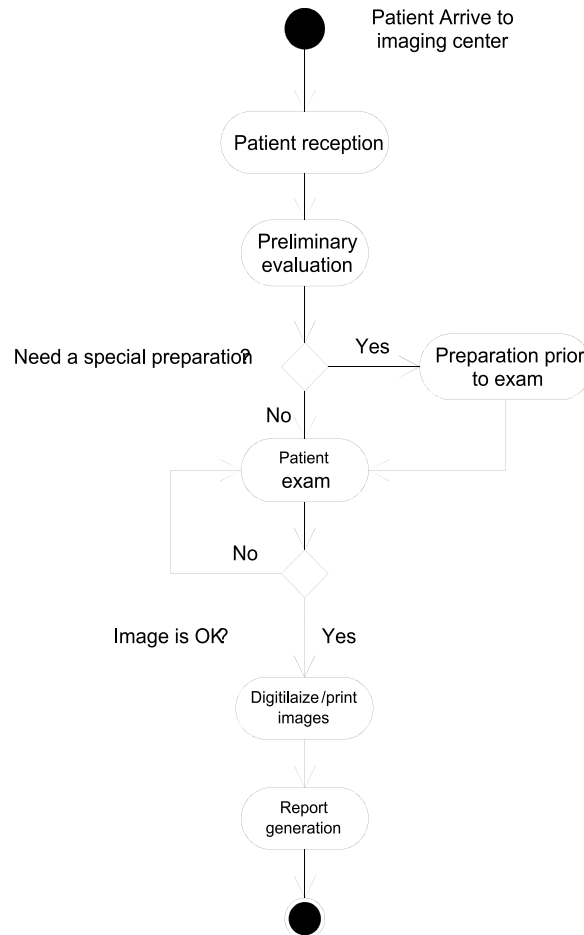 Patient Arrive to
imaging center
Patient reception
Preliminary
evaluation
Need a special preparation?
Yes
Preparation prior
to exam
No
Patient
exam
No
Image is OK?
Yes
Digitilaize/print
images
Report
generation